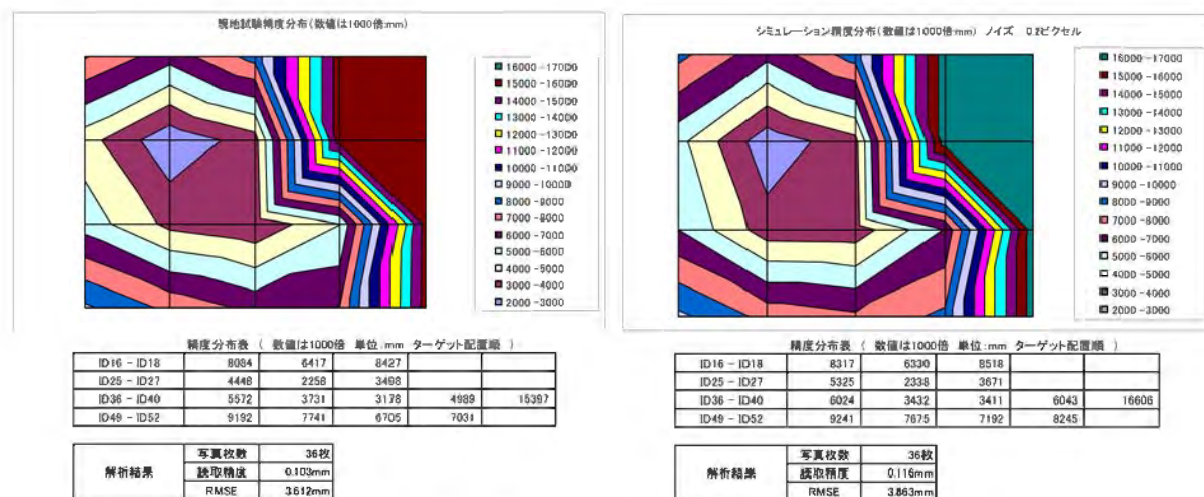 現地試験精度分布(数値は1000倍:mm)
16000-17000
15000-16000
14000-15000
13000-14000
12000-13000
11000-12000
10000-11000
9000-10000
8000-9000
7000-8000
6000-7000
5000-6000
4000-5000
3000-4000
2000-3000
精度分布表 ( 数値は1000倍 単位:mm ターゲット配置順 )
ID16 - ID18 8084 6417 8427
ID25 - ID27 4448 2258 3498
ID36 - ID40 5572 3731 3178 4989 15397
ID49 - ID52 9192 7741 6705 7031
解析結果
写真枚数 36枚
読取精度 0.103mm
RMSE 3.612mm
シミュレーション精度分布(数値は1000倍:mm) ノイズ 0.2ピクセル
16000-17000
15000-16000
14000-15000
13000-14000
12000-13000
11000-12000
10000-11000
9000-10000
8000-9000
7000-8000
6000-7000
5000-6000
4000-5000
3000-4000
2000-3000
精度分布表 ( 数値は1000倍 単位:mm ターゲット配置順 )
ID16 - ID18 8317 6330 8518
ID25 - ID27 5325 2338 3671
ID36 - ID40 6024 3432 3411 6043 16606
ID49 - ID52 9241 7675 7192 8245
解析結果
写真枚数 36枚
読取精度 0.116mm
RMSE 3.863mm